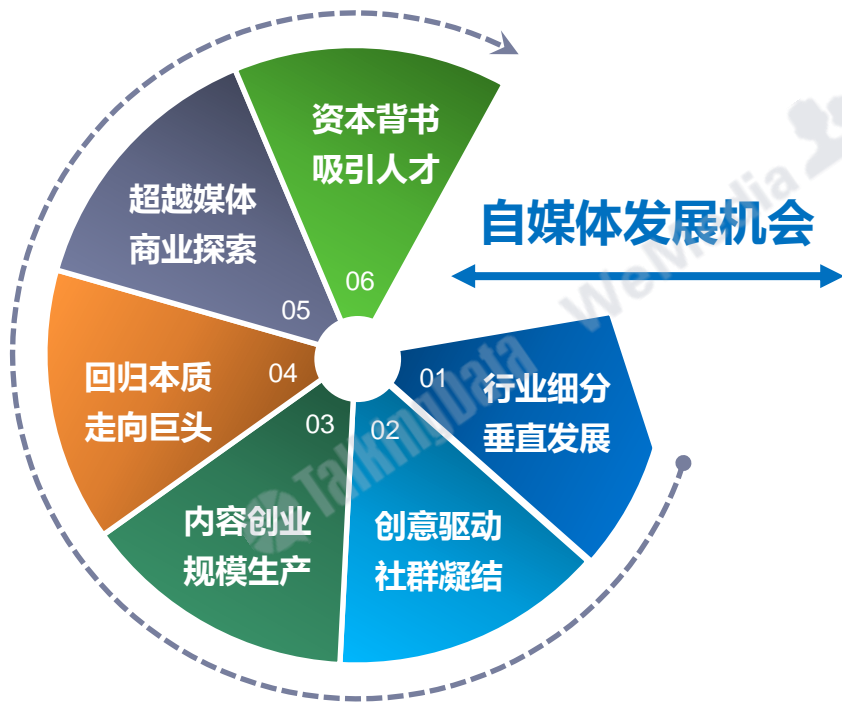 自媒体发展机会
01
行业细分
垂直发展
02
创意驱动
社群凝结
03
内容创业
规模生产
04
回归本质
走向巨头
05
超越媒体
商业探索
06
资本背书
吸引人才
TalkingData
WeMedia